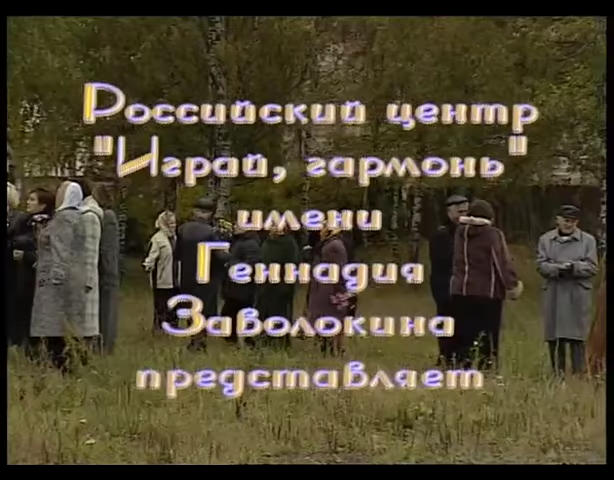 Российский центр
"Играй, гармонь"
имени
Геннадия
Заволокина
представляет